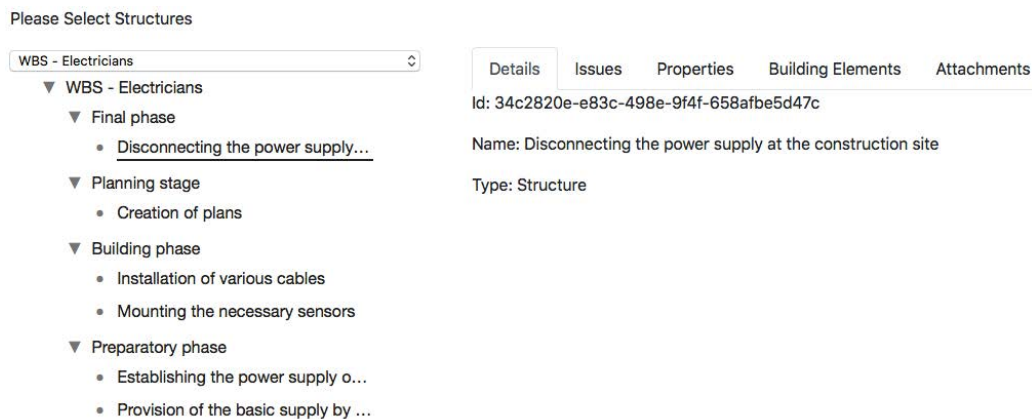 Please Select Structures
WBS - Electricians
WBS - Electricians
Final phase
Disconnecting the power supply...
Planning stage
Creation of plans
Building phase
Installation of various cables
Mounting the necessary sensors
Preparatory phase
Establishing the power supply o...
Provision of the basic supply by ...
Details Issues Properties Building Elements Attachments
Id: 34c2820e-e83c-498e-9f4f-658afbe5d47c
Name: Disconnecting the power supply at the construction site
Type: Structure